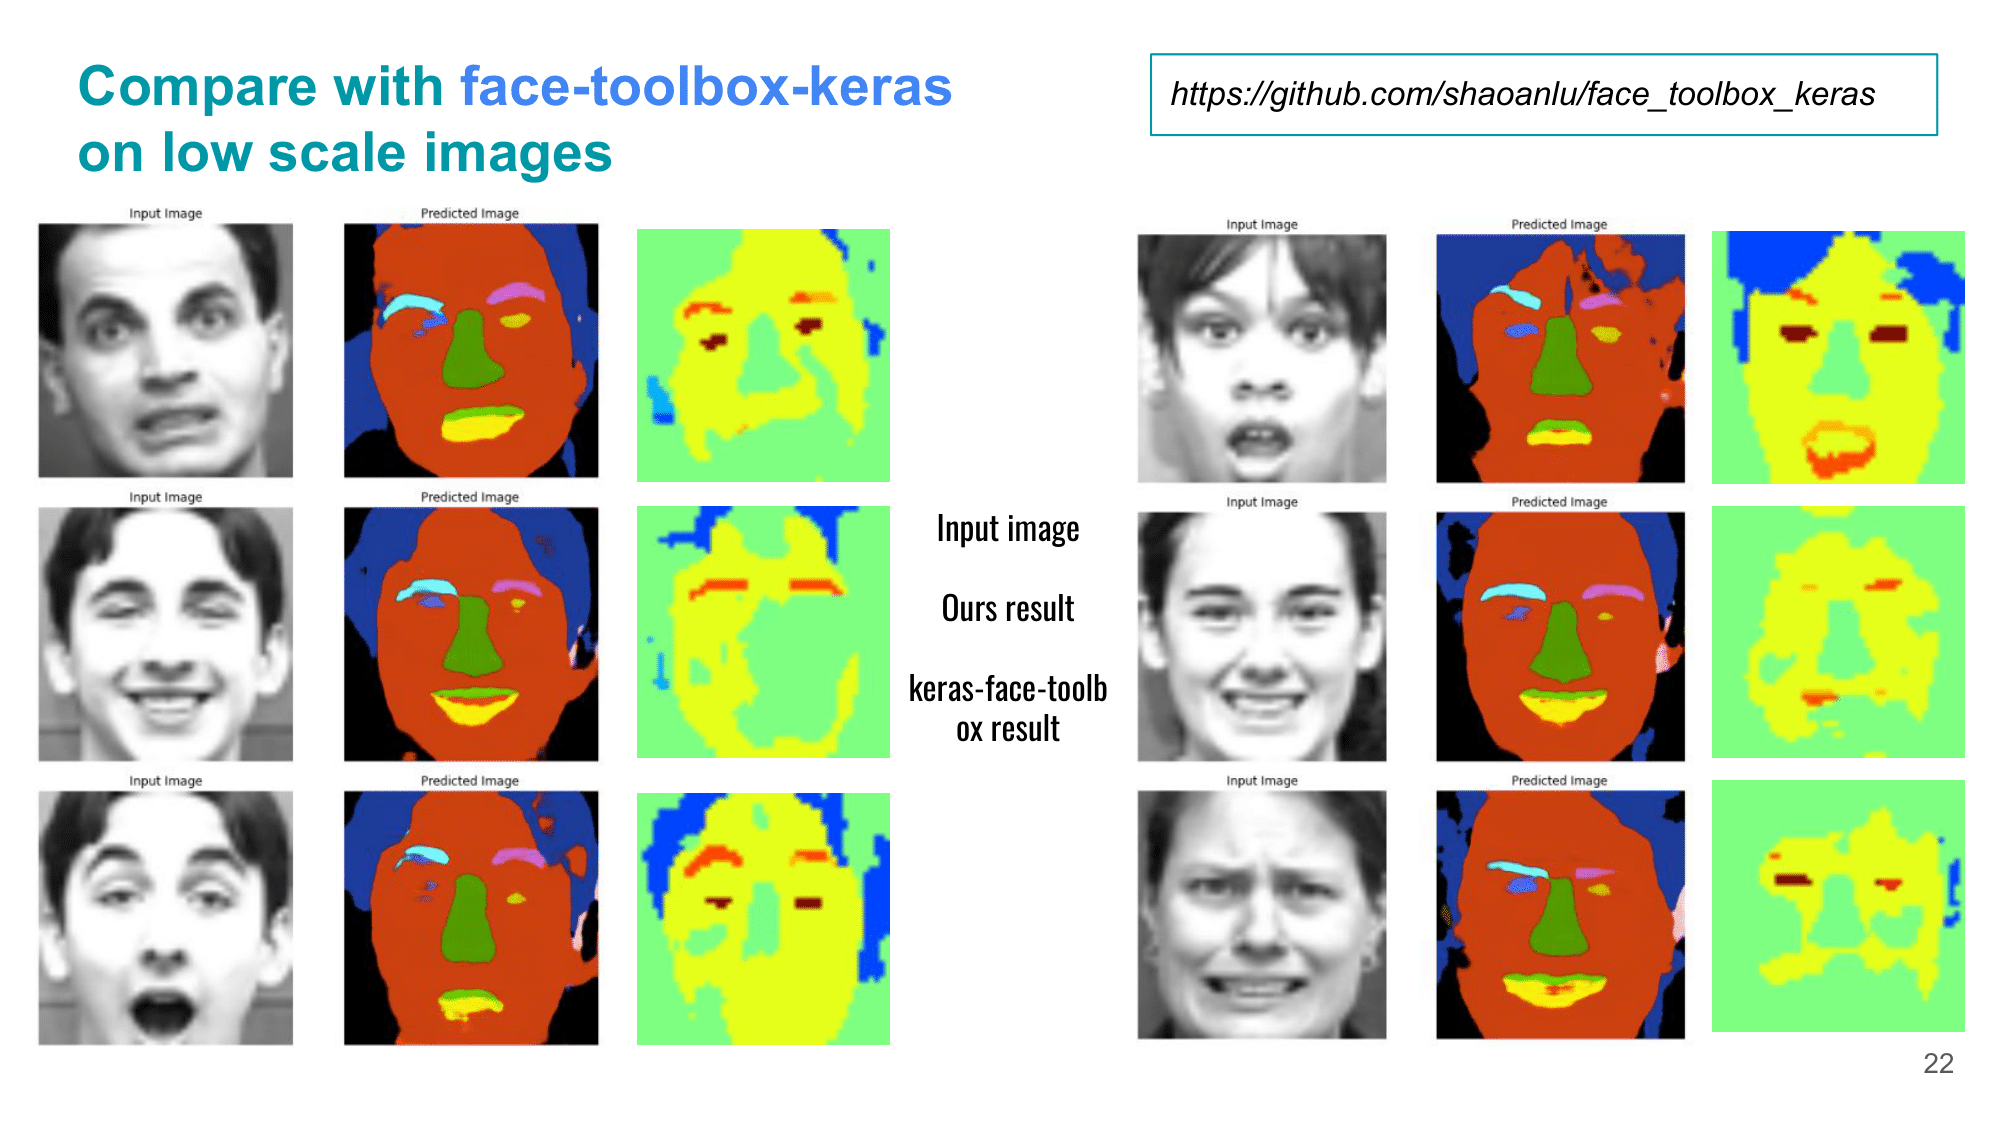 Compare with face-toolbox-keras
on low scale images
https://github.com/shaoanlu/face_toolbox_keras
Input Image
Predicted Image
Input Image
Predicted Image
Input Image
Predicted Image
Input image
Ours result
keras-face-toolb
ox result
Input Image
Predicted Image
Input Image
Predicted Image
Input Image
Predicted Image
22